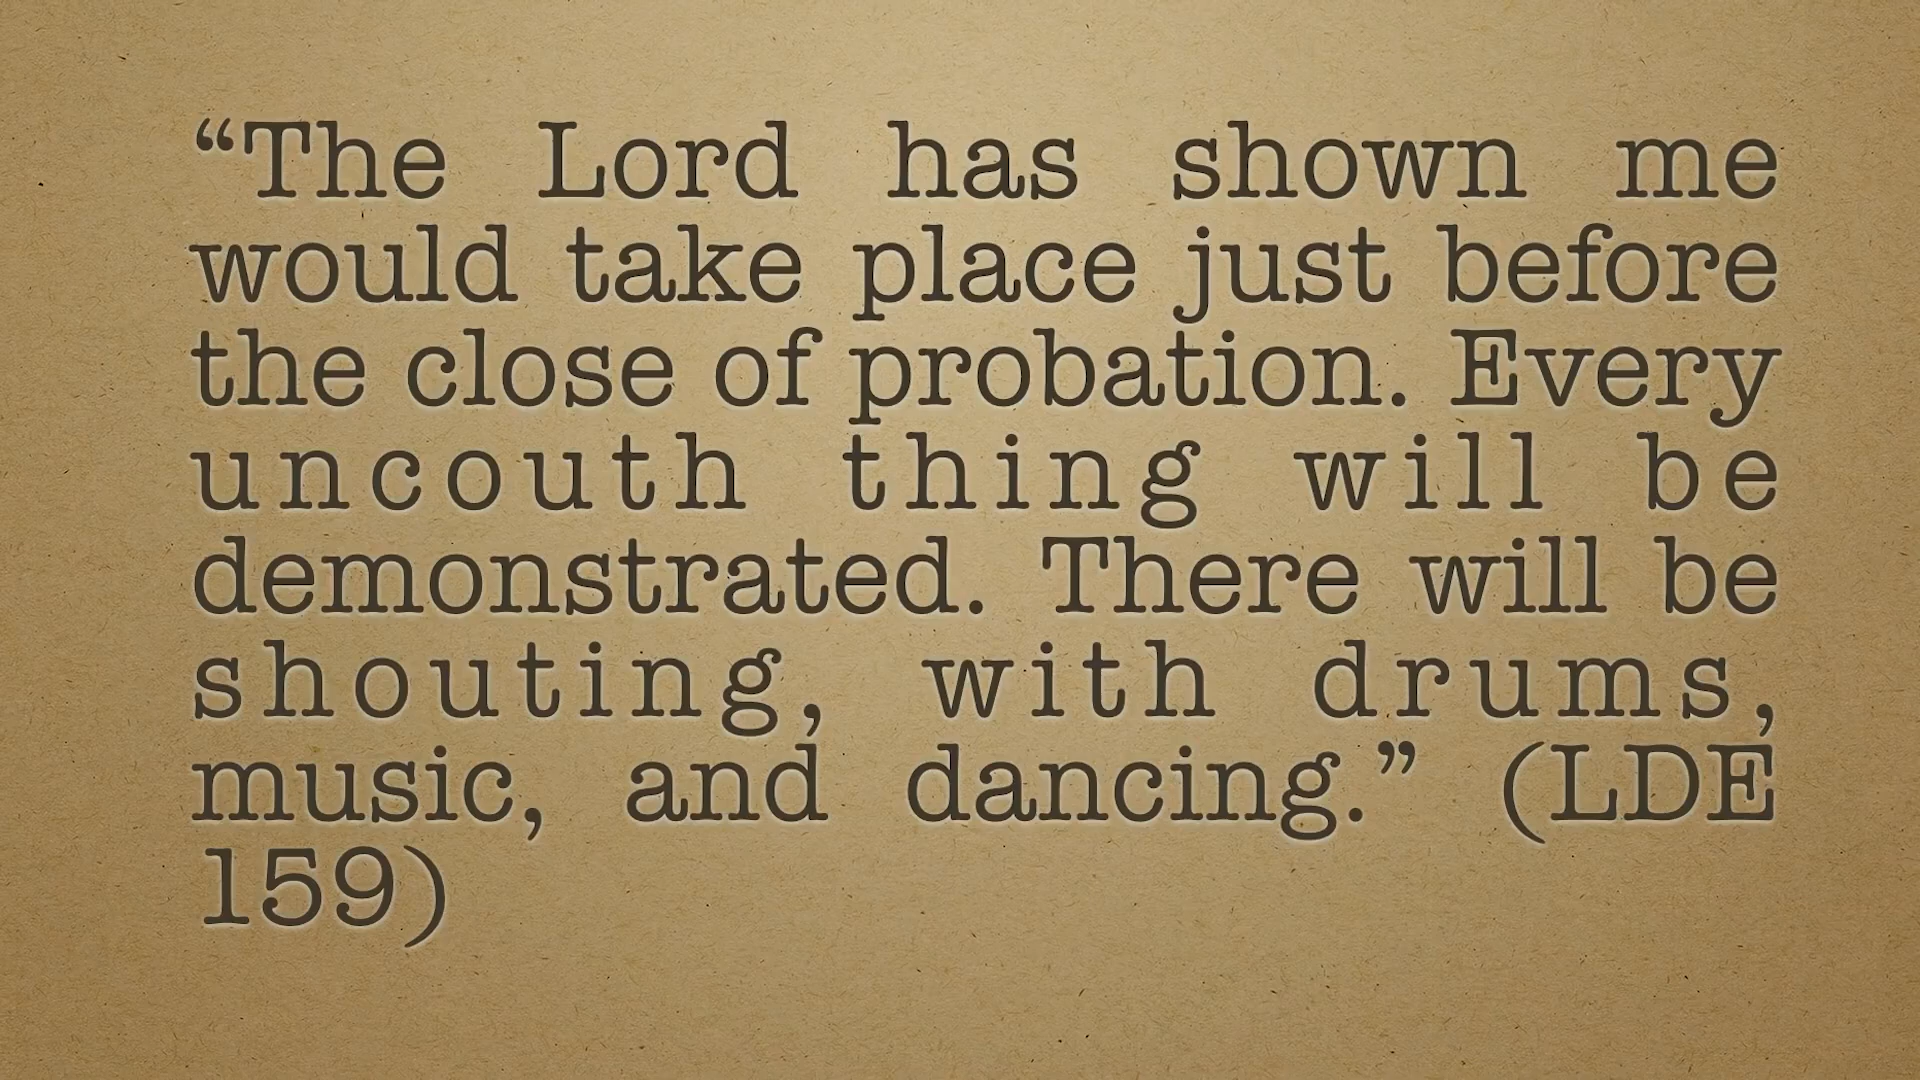 “The Lord has shown me
would take place just before
the close of probation. Every
uncouth thing will be
demonstrated. There will be
shouting, with drums,
music, and dancing.” (LDE
159)